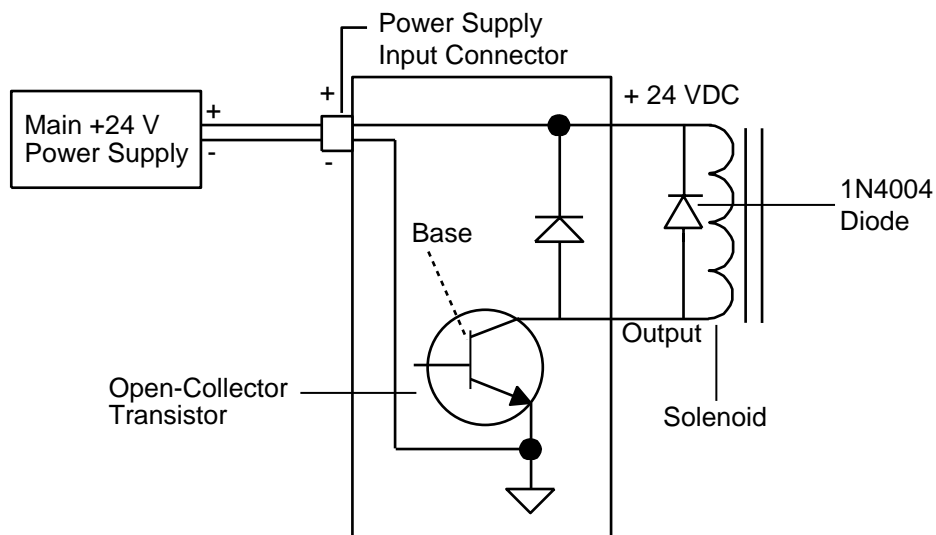 Power Supply
Input Connector
+
+ 24 VDC
Main +24 V
Power Supply
+
-
-
1N4004
Diode
Base
Output
Open-Collector
Transistor
Solenoid